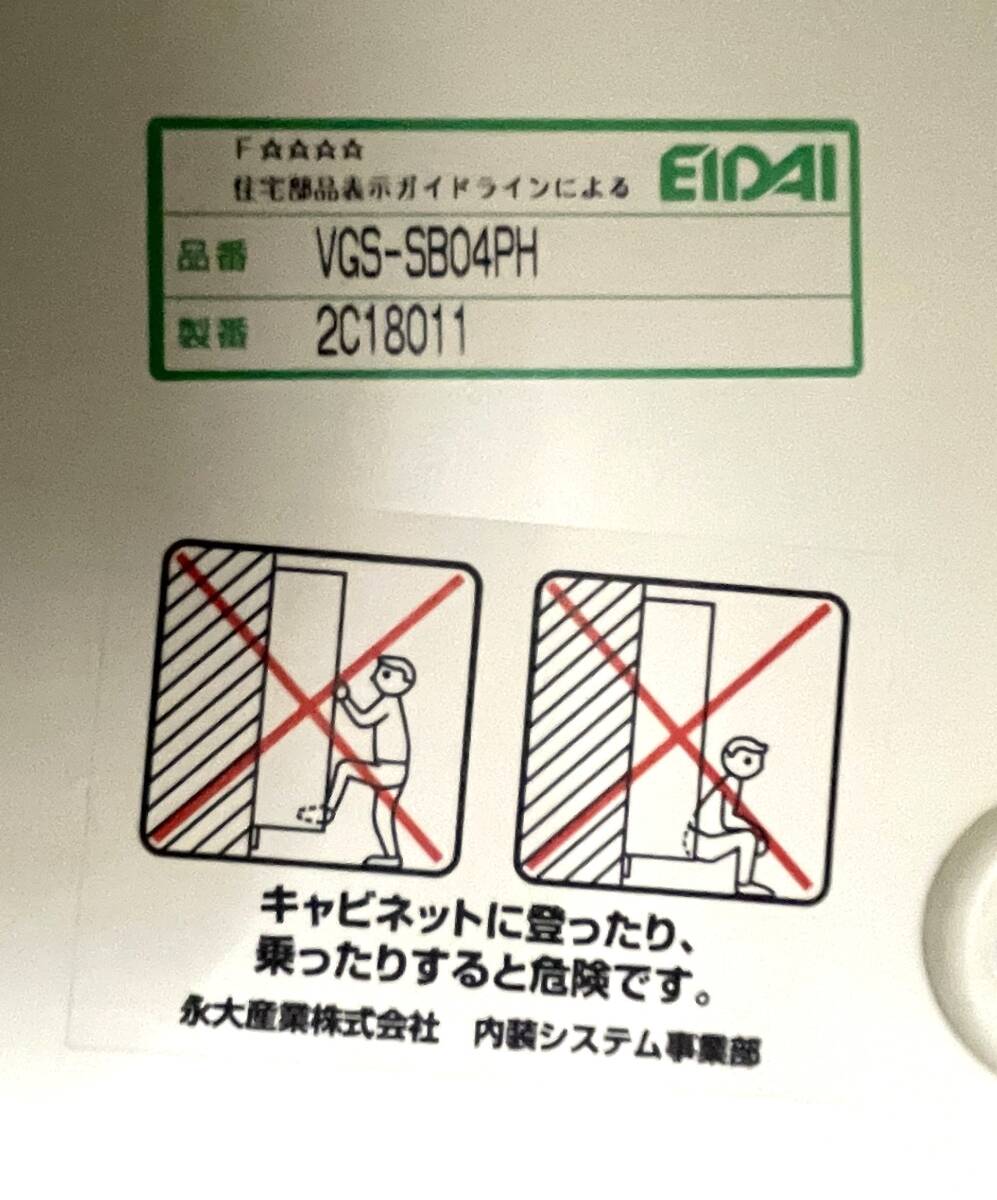 F☆☆☆☆
住宅部品表示ガイドラインによる
EIDAI
品番 VGS-SB04PH
製番 2C18011
キャビネットに登ったり、
乗ったりすると危険です。
永大産業株式会社 内装システム事業部